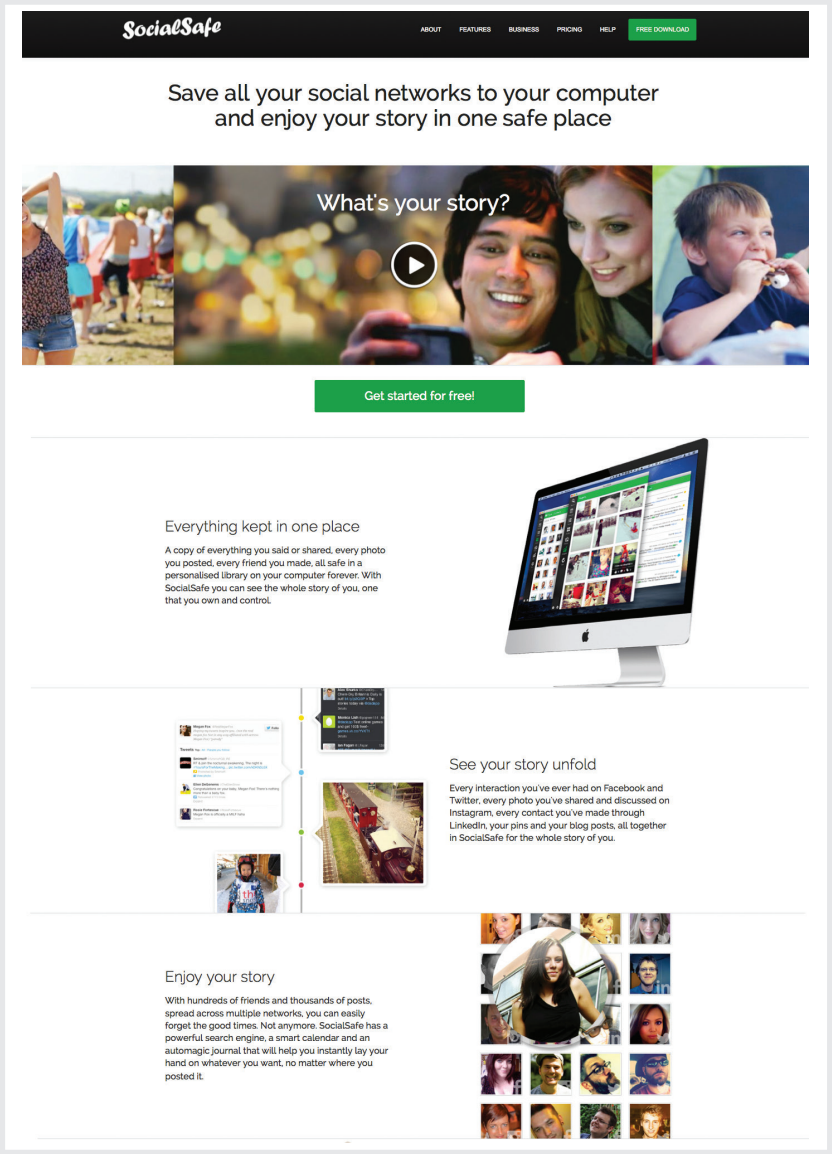 SocialSafe
ABOUT FEATURES BUSINESS PRICING HELP FREE DOWNLOAD
Save all your social networks to your computer
and enjoy your story in one safe place
What's your story?
Get started for free!
Everything kept in one place
A copy of everything you said or shared, every photo
you posted, every friend you made, all safe in a
personalised library on your computer forever. With
SocialSafe you can see the whole story of you, one
that you own and control.
Tweets
See your story unfold
Every interaction you've ever had on Facebook and
Twitter, every photo you've shared and discussed on
Instagram, every contact you've made through
LinkedIn, your pins and your blog posts, all together
in SocialSafe for the whole story of you.
Enjoy your story
With hundreds of friends and thousands of posts,
spread across multiple networks, you can easily
forget the good times. Not anymore. SocialSafe has a
powerful search engine, a smart calendar and an
automagic journal that will help you instantly lay your
hand on whatever you want, no matter where you
posted it.